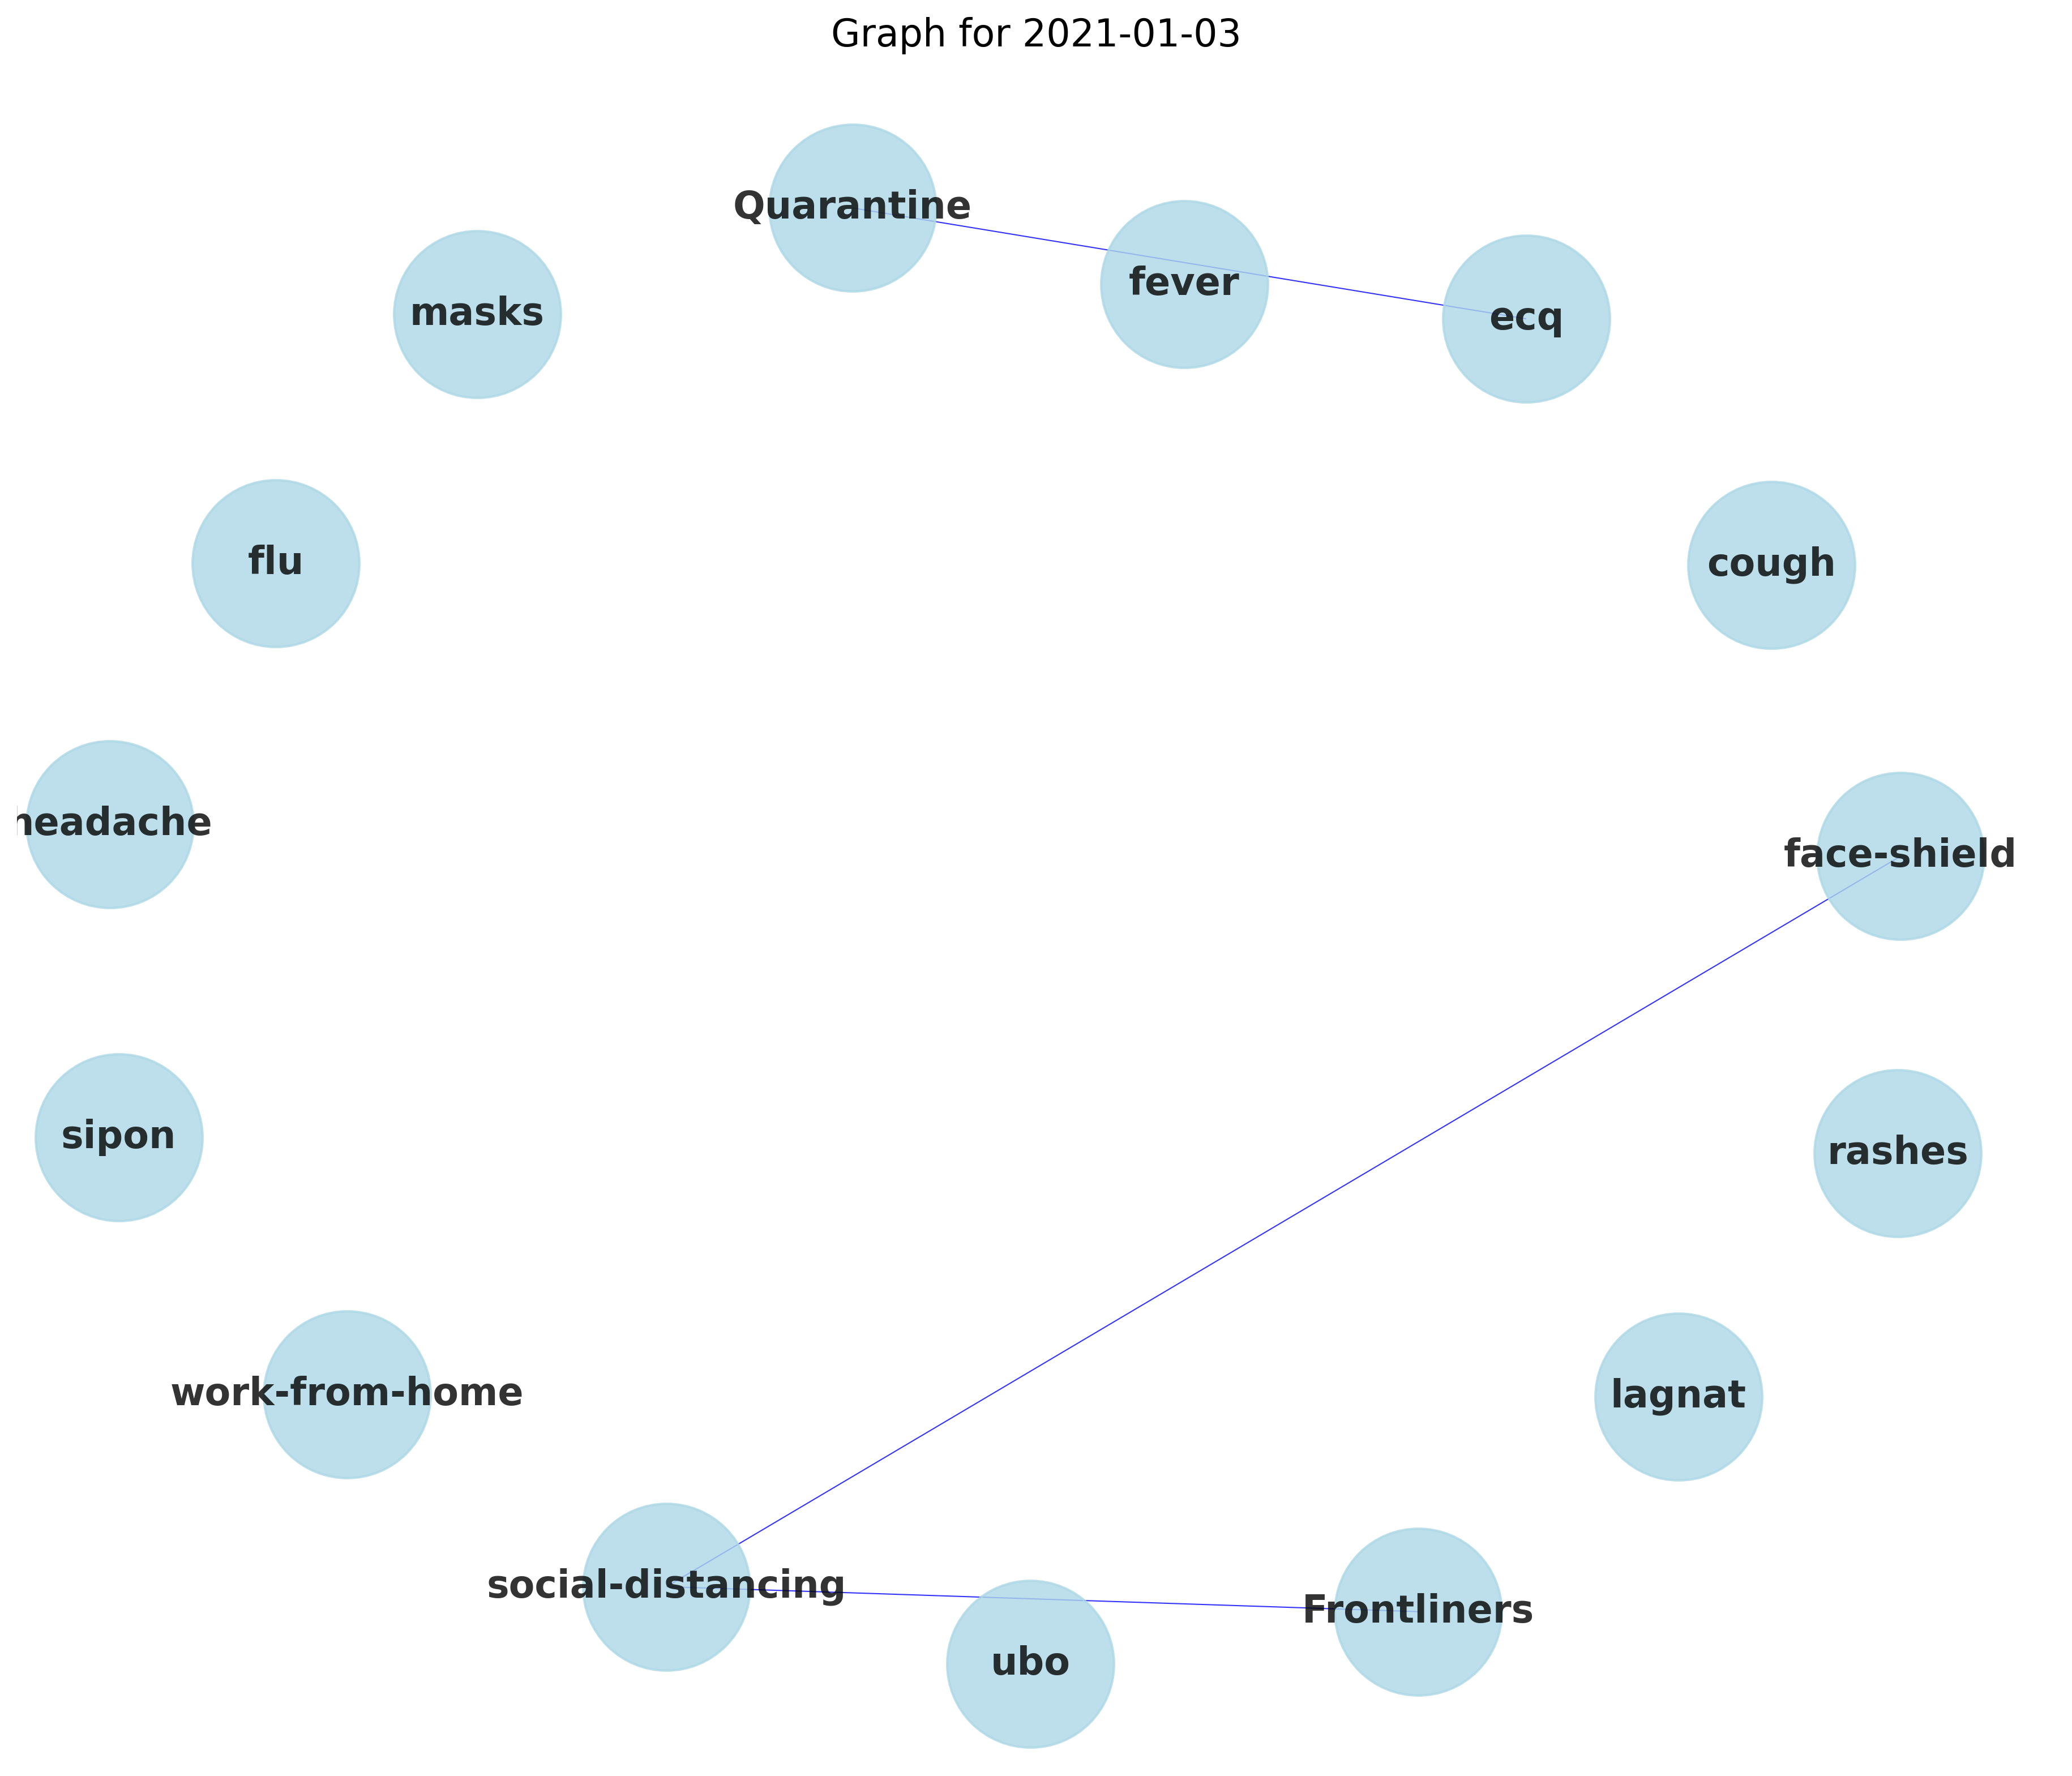 Graph for 2021-01-03
Quarantine
fever
ecq
masks
flu
cough
headache
face-shield
sipon
rashes
work-from-home
lagnat
social-distancing
Frontliners
ubo